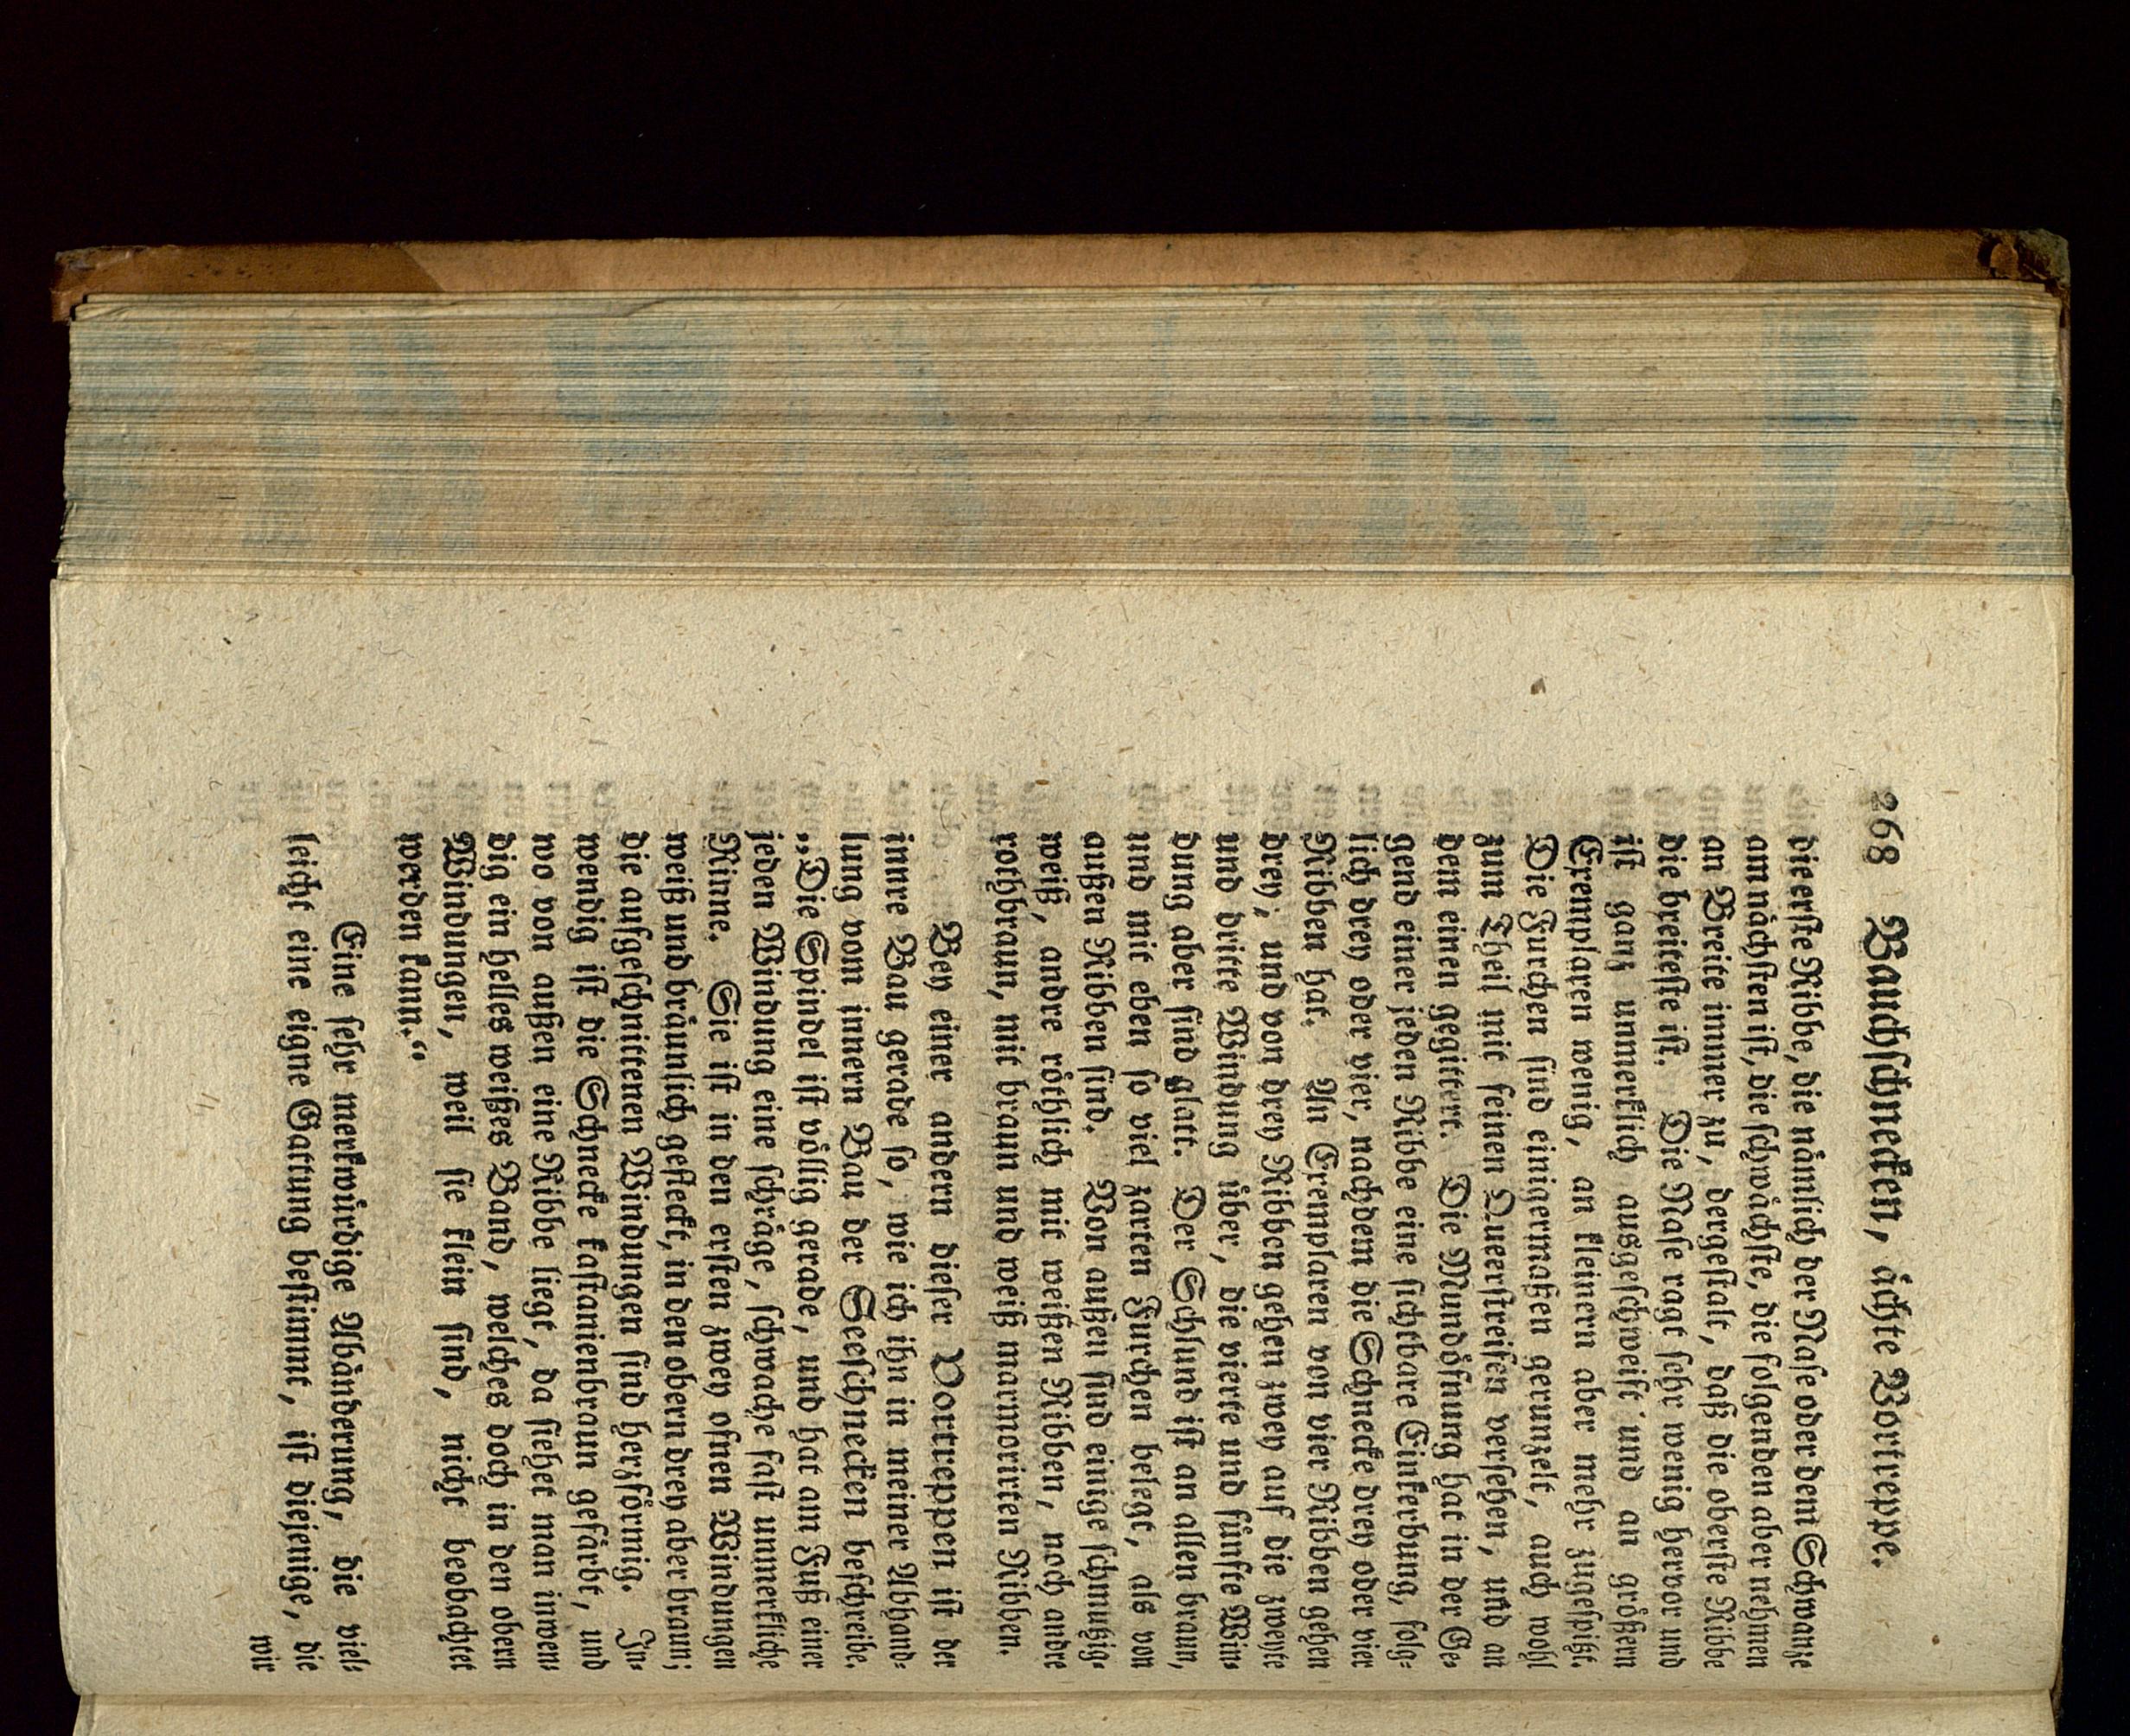 268 Bauchschnecken, ächte Vortreppe.
die erste Ribbe, die nämlich der Nase oder dem Schwanze
am nächsten ist, die schwächste, die folgenden aber nehmen
an Breite immer zu, dergestalt, daß die oberste Ribbe
die breiteste ist. Die Nase ragt sehr wenig hervor und
ist ganz unmerklich ausgeschweift und an größern
Exemplaren wenig, an kleinern aber mehr zugespitzt.
Die Furchen sind einigermaßen gerunzelt, auch wohl
zum Theil mit feinen Queerstreifen versehen, und an
dem einen gegittert. Die Mundöfnung hat in der Ge-
gend einer jeden Ribbe eine sichtbare Einkerbung, folg-
lich drey oder vier, nachdem die Schnecke drey oder vier
Ribben hat. An Exemplaren von vier Ribben gehen
drey, und von drey Ribben gehen zwey auf die zweyte
und dritte Windung über, die vierte und fünfte Win-
dung aber sind glatt. Der Schlund ist an allen braun,
und mit eben so viel zarten Furchen belegt, als von
außen Ribben sind. Von außen sind einige schmutzig-
weiß, andre röthlich mit weißen Ribben, noch andre
rothbraun, mit braun und weiß marmorirten Ribben.
Bey einer andern dieser Vortreppen ist der
innre Bau gerade so, wie ich ihn in meiner Abhand-
lung vom innern Bau der Seeschnecken beschreibe.
„Die Spindel ist völlig gerade, und hat am Fuß einer
jeden Windung eine schräge, schwache fast unmerkliche
Rinne. Sie ist in den ersten zwey ofnen Windungen
weiß und bräunlich gefleckt, in den obern drey aber braun;
die aufgeschnittenen Windungen sind herzförmig. In-
wendig ist die Schnecke kastanienbraun gefärbt, und
wo von außen eine Ribbe liegt, da siehet man inwen-
dig ein helles weißes Band, welches doch in den obern
Windungen, weil sie klein sind, nicht beobachtet
werden kann.“
Eine sehr merkwürdige Abänderung, die viel-
leicht eine eigne Gattung bestimmt, ist diejenige, die
wir